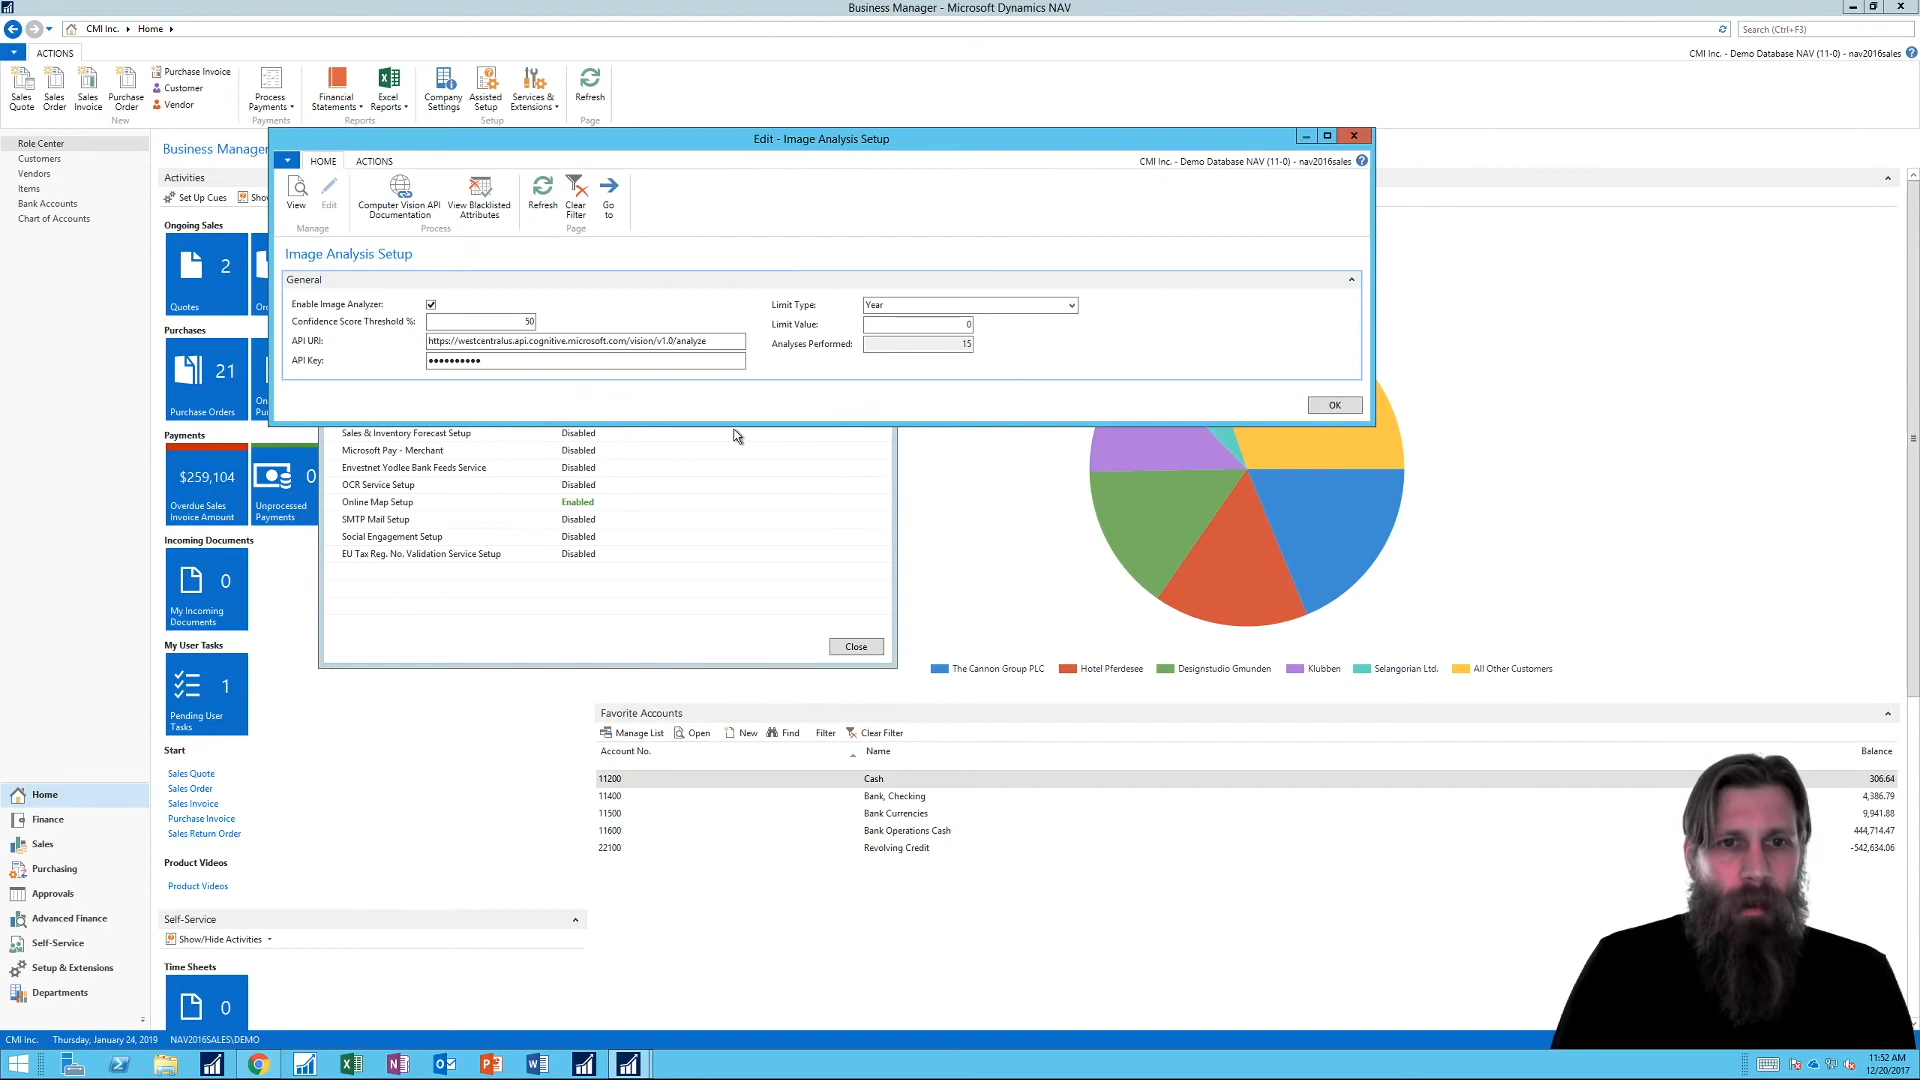 Business Manager - Microsoft Dynamics NAV
CMI Inc. Home
Search (Ctrl+F3)
ACTIONS
CMI Inc. - Demo Database NAV (11-0) - nav2016sales
Sales Quote
Sales Order
Sales Invoice
Purchase Order
Purchase Invoice
Customer
Vendor
New
Process Payments
Payments
Financial Statements
Excel Reports
Reports
Company Settings
Assisted Setup
Services & Extensions
Setup
Refresh
Page
Role Center
Customers
Vendors
Items
Bank Accounts
Chart of Accounts
Business Manager
Activities
Set Up Cues
Ongoing Sales
2
Quotes
Purchases
21
Purchase Orders
Payments
$259,104
Overdue Sales Invoice Amount
0
Unprocessed Payments
Incoming Documents
0
My Incoming Documents
My User Tasks
1
Pending User Tasks
Start
Sales Quote
Sales Order
Sales Invoice
Purchase Invoice
Sales Return Order
Product Videos
Product Videos
Self-Service
Show/Hide Activities
Time Sheets
0
Edit - Image Analysis Setup
HOME
ACTIONS
CMI Inc. - Demo Database NAV (11-0) - nav2016sales
View
Edit
Manage
Computer Vision API Documentation
View Blacklisted Attributes
Process
Refresh
Clear Filter
Go to
Page
Image Analysis Setup
General
Enable Image Analyzer:
Confidence Score Threshold %: 50
API URI: https://westcentralus.api.cognitive.microsoft.com/vision/v1.0/analyze
API Key: ••••••••••
Limit Type: Year
Limit Value: 0
Analyses Performed: 15
OK
Sales & Inventory Forecast Setup Disabled
Microsoft Pay - Merchant Disabled
Envestnet Yodlee Bank Feeds Service Disabled
OCR Service Setup Disabled
Online Map Setup Enabled
SMTP Mail Setup Disabled
Social Engagement Setup Disabled
EU Tax Reg. No. Validation Service Setup Disabled
Close
The Cannon Group PLC Hotel Pferdesee Designstudio Gmunden Klubben Selangorian Ltd. All Other Customers
Favorite Accounts
Manage List Open New Find Filter Clear Filter
Account No. Name Balance
11200 Cash 306.64
11400 Bank, Checking 4,386.79
11500 Bank Currencies 9,941.88
11600 Bank Operations Cash 444,714.47
22100 Revolving Credit -542,634.06
Home
Finance
Sales
Purchasing
Approvals
Advanced Finance
Self-Service
Setup & Extensions
Departments
CMI Inc. Thursday, January 24, 2019 NAV2016SALES\DEMO
11:52 AM
12/20/2017